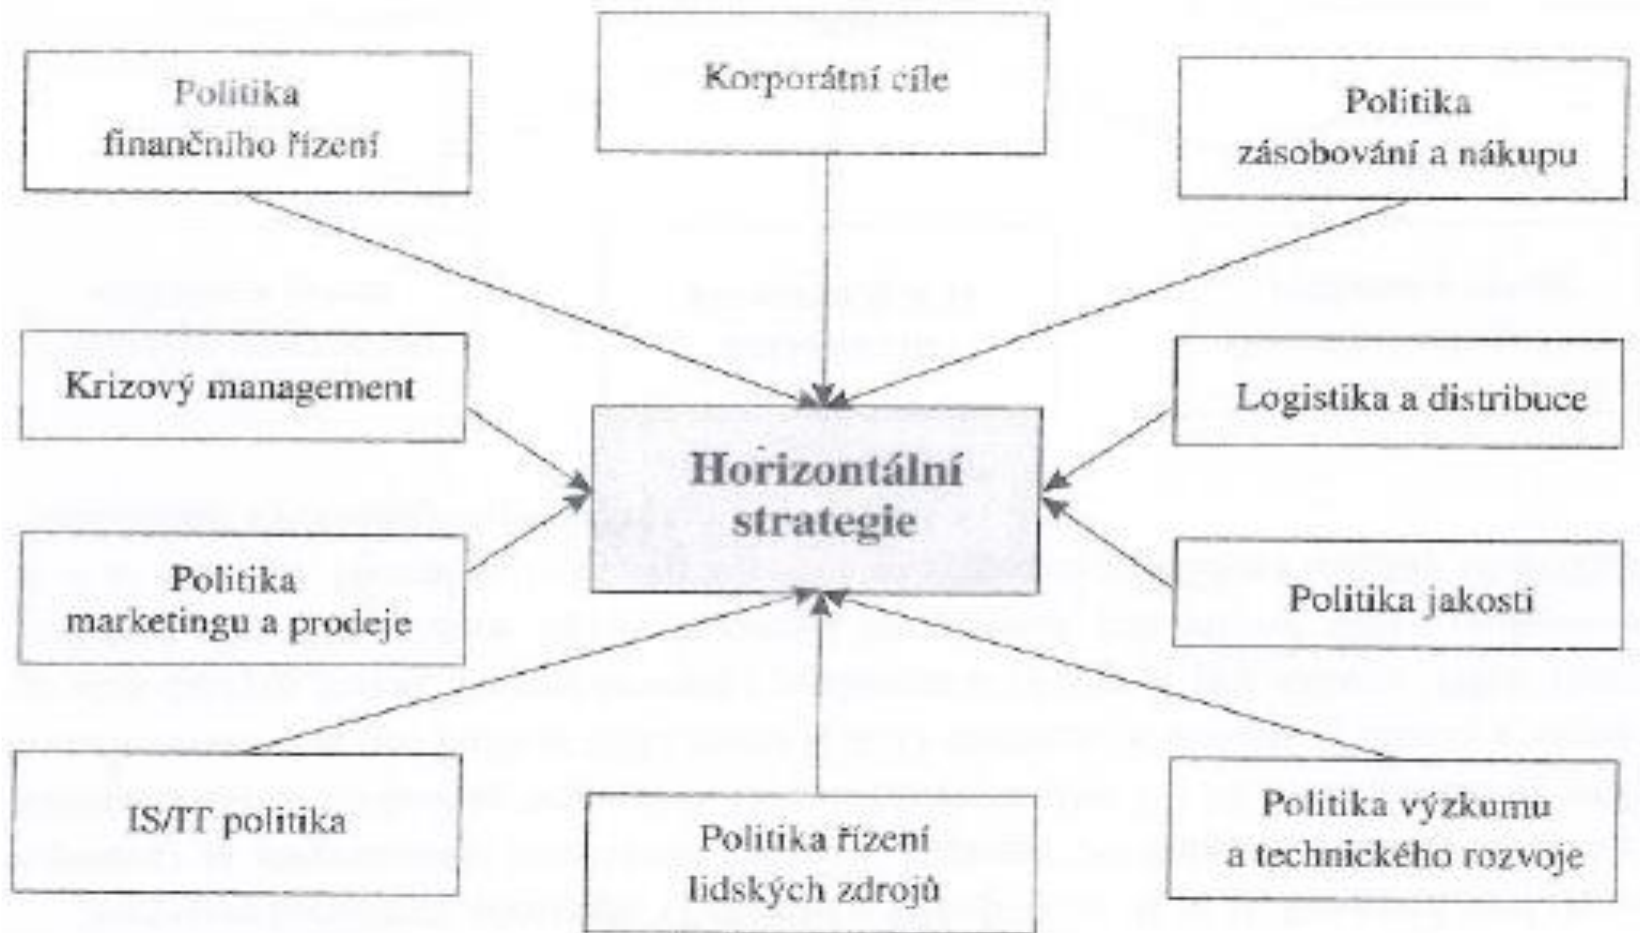 Korporátní cíle
Politika
finančního řízení
Politika
zásobování a nákupu
Krizový management
Logistika a distribuce
Horizontální
strategie
Politika
marketingu a prodeje
Politika jakosti
IS/IT politika
Politika řízení
lidských zdrojů
Politika výzkumu
a technického rozvoje